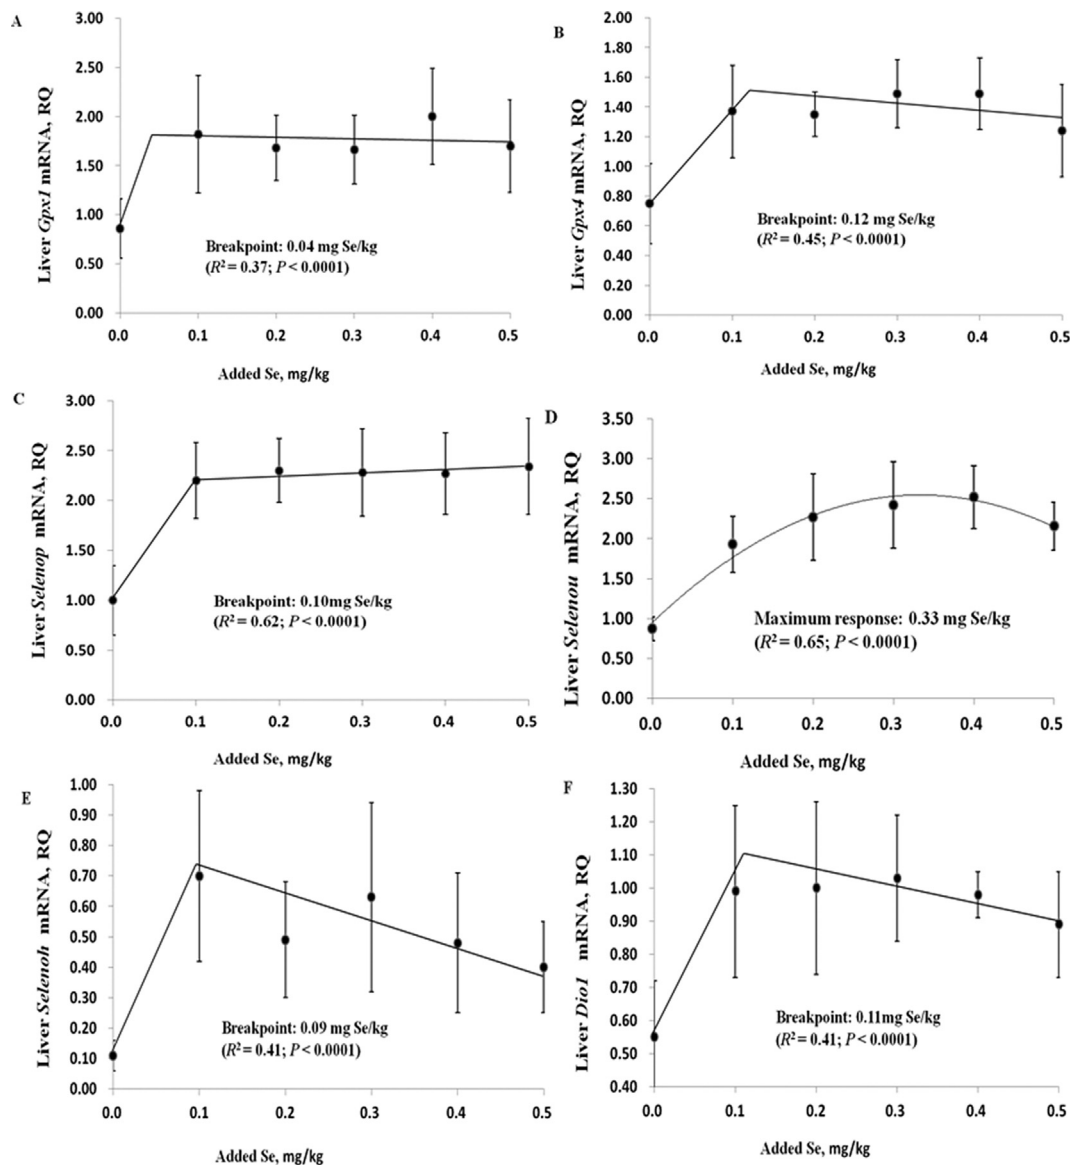 A
3.00
2.50
2.00
1.50
1.00
0.50
0.00
Liver Gpx1 mRNA, RQ
Breakpoint: 0.04 mg Se/kg
(R² = 0.37; P < 0.0001)
0.0 0.1 0.2 0.3 0.4 0.5
Added Se, mg/kg
B
2.00
1.80
1.60
1.40
1.20
1.00
0.80
0.60
0.40
0.20
0.00
Liver Gpx4 mRNA, RQ
Breakpoint: 0.12 mg Se/kg
(R² = 0.45; P < 0.0001)
0.0 0.1 0.2 0.3 0.4 0.5
Added Se, mg/kg
C
3.00
2.50
2.00
1.50
1.00
0.50
0.00
Liver Selenop mRNA, RQ
Breakpoint: 0.10mg Se/kg
(R² = 0.62; P < 0.0001)
0.0 0.1 0.2 0.3 0.4 0.5
Added Se, mg/kg
D
3.50
3.00
2.50
2.00
1.50
1.00
0.50
0.00
Liver Selenou mRNA, RQ
Maximum response: 0.33 mg Se/kg
(R² = 0.65; P < 0.0001)
0.0 0.1 0.2 0.3 0.4 0.5
Added Se, mg/kg
E
1.00
0.90
0.80
0.70
0.60
0.50
0.40
0.30
0.20
0.10
0.00
Liver Selenoh mRNA, RQ
Breakpoint: 0.09 mg Se/kg
(R² = 0.41; P < 0.0001)
0.0 0.1 0.2 0.3 0.4 0.5
Added Se, mg/kg
F
1.30
1.20
1.10
1.00
0.90
0.80
0.70
0.60
0.50
0.40
Liver Dio1 mRNA, RQ
Breakpoint: 0.11mg Se/kg
(R² = 0.41; P < 0.0001)
0.0 0.1 0.2 0.3 0.4 0.5
Added Se, mg/kg